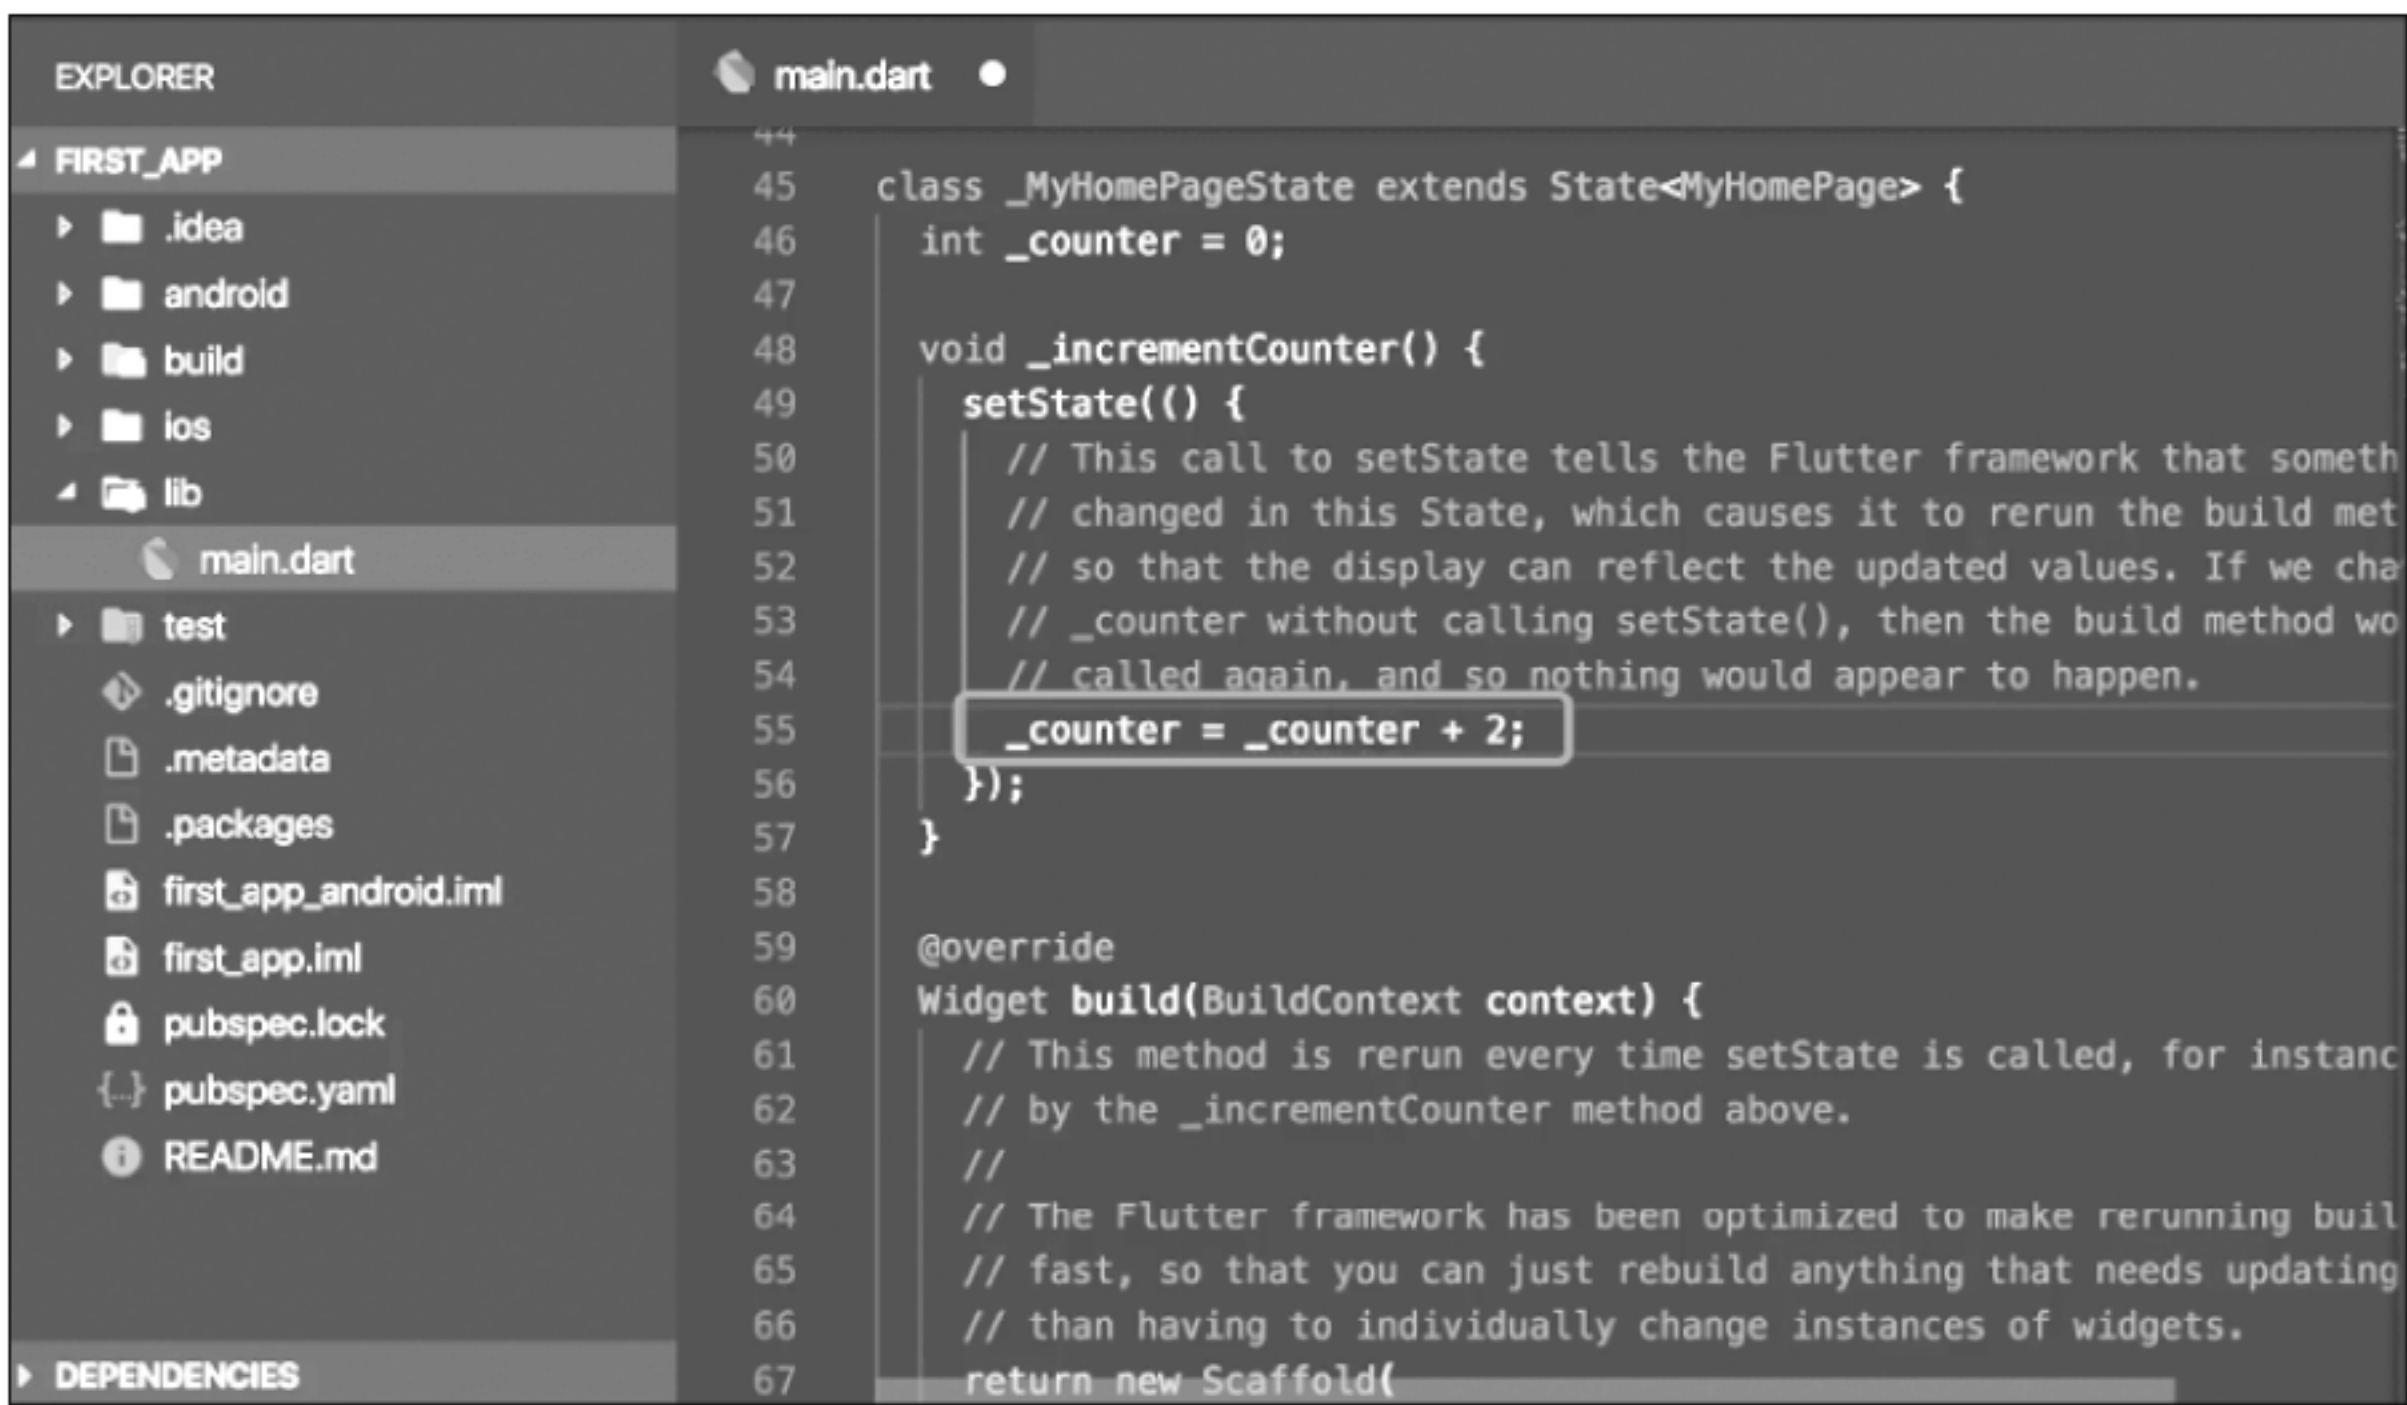 EXPLORER
FIRST_APP
.idea
android
build
ios
lib
main.dart
test
.gitignore
.metadata
.packages
first_app_android.iml
first_app.iml
pubspec.lock
{...} pubspec.yaml
README.md
DEPENDENCIES
main.dart
44
45 class _MyHomePageState extends State<MyHomePage> {
46 int _counter = 0;
47
48 void _incrementCounter() {
49 setState(() {
50 // This call to setState tells the Flutter framework that someth
51 // changed in this State, which causes it to rerun the build met
52 // so that the display can reflect the updated values. If we cha
53 // _counter without calling setState(), then the build method wo
54 // called again, and so nothing would appear to happen.
55 _counter = _counter + 2;
56 });
57 }
58
59 @override
60 Widget build(BuildContext context) {
61 // This method is rerun every time setState is called, for instanc
62 // by the _incrementCounter method above.
63 //
64 // The Flutter framework has been optimized to make rerunning buil
65 // fast, so that you can just rebuild anything that needs updating
66 // than having to individually change instances of widgets.
67 return new Scaffold(